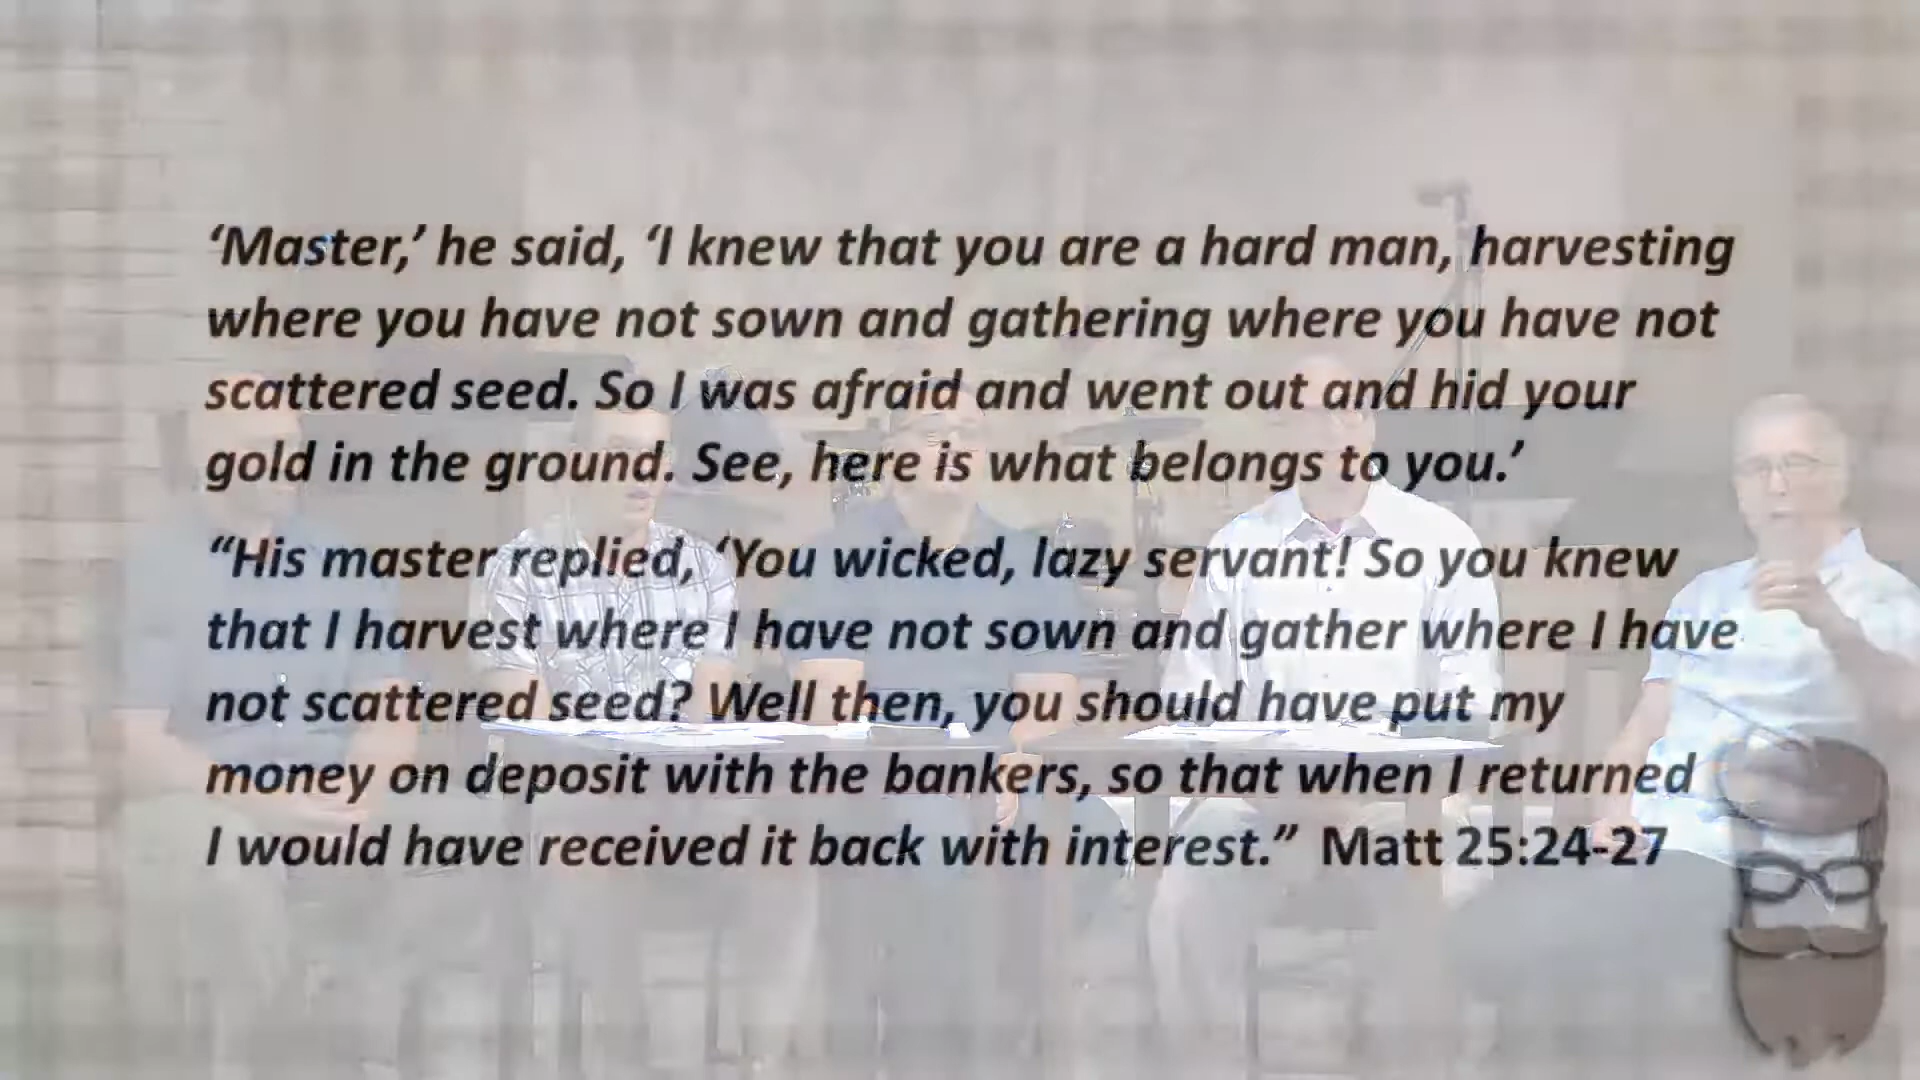 ‘Master,’ he said, ‘I knew that you are a hard man, harvesting
where you have not sown and gathering where you have not
scattered seed. So I was afraid and went out and hid your
gold in the ground. See, here is what belongs to you.’
“His master replied, ‘You wicked, lazy servant! So you knew
that I harvest where I have not sown and gather where I have
not scattered seed? Well then, you should have put my
money on deposit with the bankers, so that when I returned
I would have received it back with interest.”  Matt 25:24-27